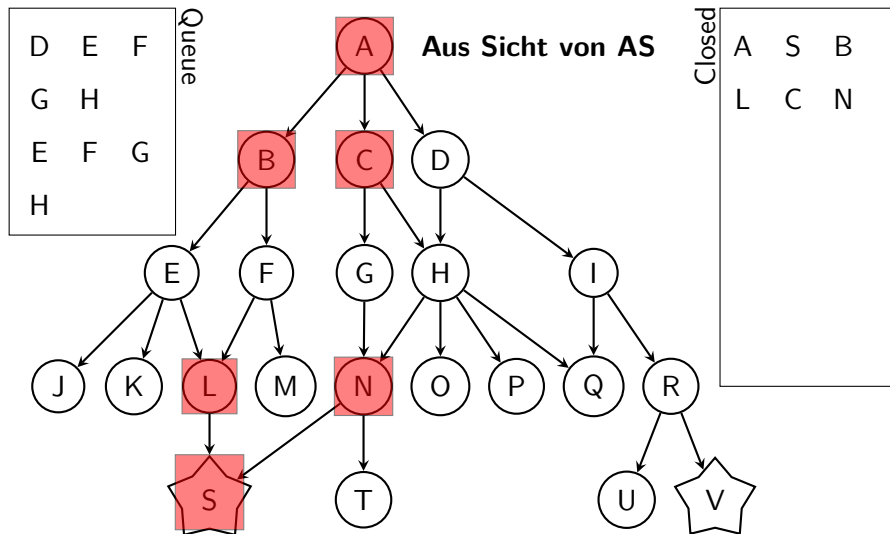 Queue
D E F
G H
E F G
H
Aus Sicht von AS
Closed
A S B
L C N
A
B C D
E F G H I
J K L M N O P Q R
S T U V